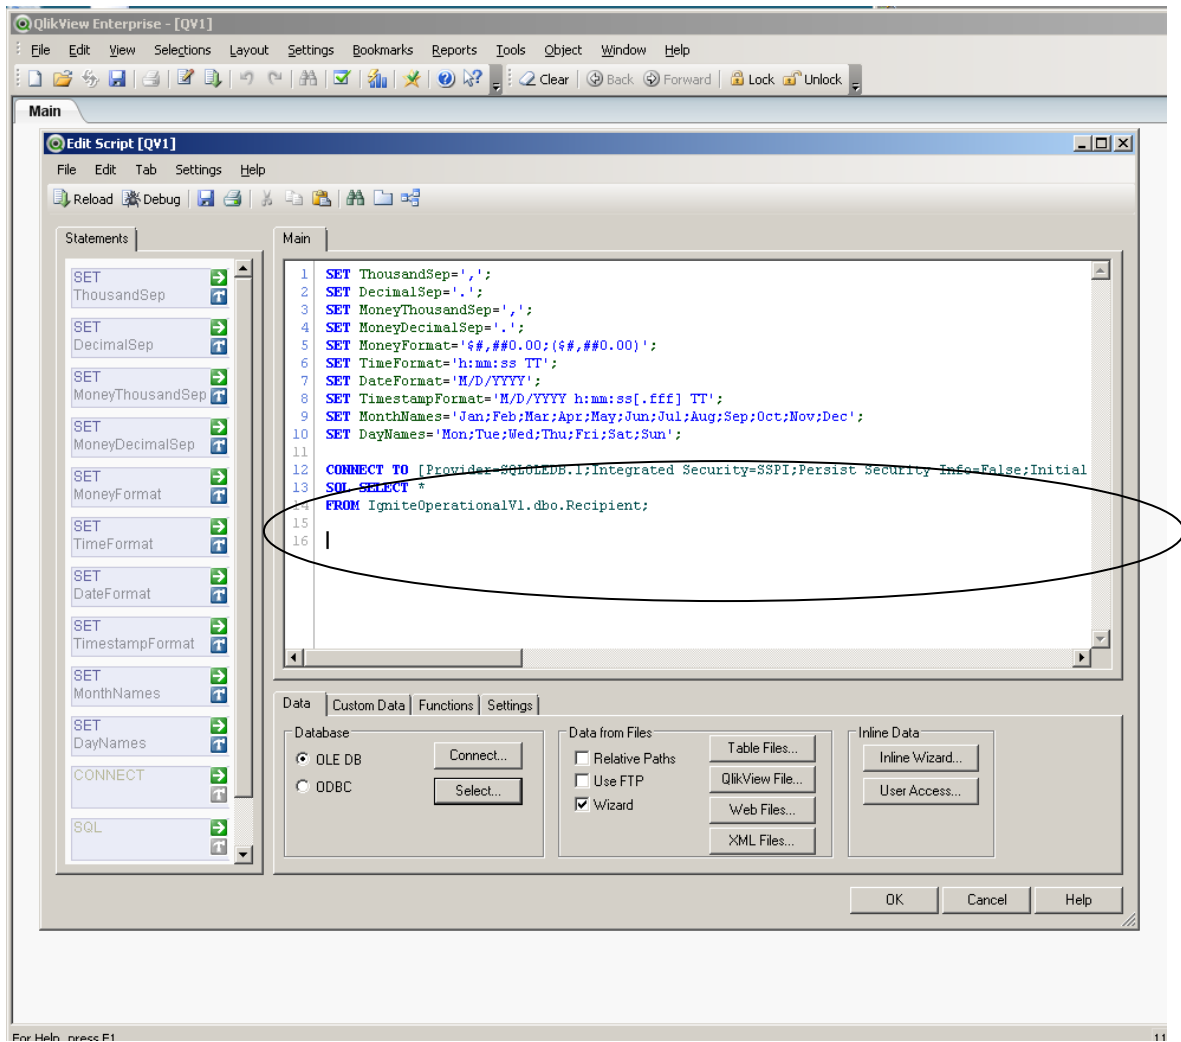 QlikView Enterprise - [QV1]
File Edit View Selections Layout Settings Bookmarks Reports Tools Object Window Help
Clear Back Forward Lock Unlock
Main
Edit Script [QV1]
File Edit Tab Settings Help
Reload Debug
Statements
SET
ThousandSep
SET
DecimalSep
SET
MoneyThousandSep
SET
MoneyDecimalSep
SET
MoneyFormat
SET
TimeFormat
SET
DateFormat
SET
TimestampFormat
SET
MonthNames
SET
DayNames
CONNECT
SQL
Main
1 SET ThousandSep=',';
2 SET DecimalSep='.';
3 SET MoneyThousandSep=',';
4 SET MoneyDecimalSep='.';
5 SET MoneyFormat='$#,##0.00;($#,##0.00)';
6 SET TimeFormat='h:mm:ss TT';
7 SET DateFormat='M/D/YYYY';
8 SET TimestampFormat='M/D/YYYY h:mm:ss[.fff] TT';
9 SET MonthNames='Jan;Feb;Mar;Apr;May;Jun;Jul;Aug;Sep;Oct;Nov;Dec';
10 SET DayNames='Mon;Tue;Wed;Thu;Fri;Sat;Sun';
11
12 CONNECT TO [Provider=SQLOLEDB.1;Integrated Security=SSPI;Persist Security Info=False;Initial
13 SQL SELECT *
14 FROM IgniteOperationalV1.dbo.Recipient;
15
16
Data Custom Data Functions Settings
Database
OLE DB
ODBC
Connect...
Select...
Data from Files
Relative Paths
Use FTP
Wizard
Table Files...
QlikView File...
Web Files...
XML Files...
Inline Data
Inline Wizard...
User Access...
OK Cancel Help
For Help, press F1
11